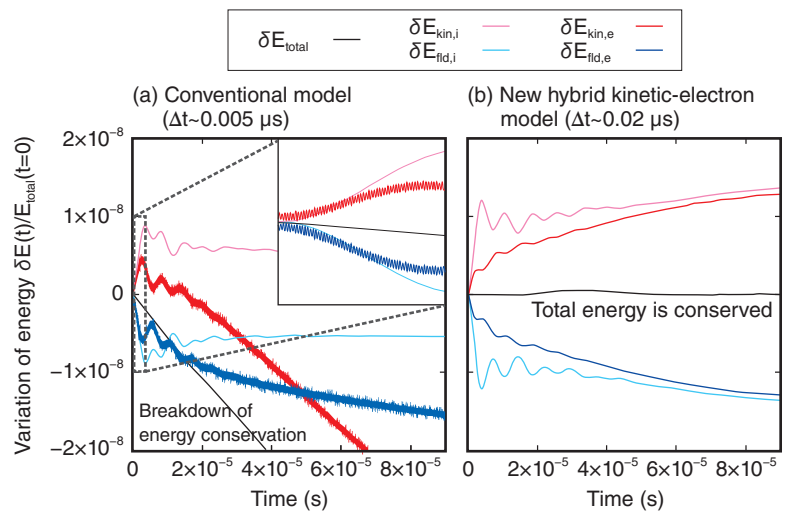 δE_total
δE_kin,i
δE_kin,e
δE_fld,i
δE_fld,e
(a) Conventional model
(Δt~0.005 μs)
(b) New hybrid kinetic-electron
model (Δt~0.02 μs)
Variation of energy δE(t)/E_total(t=0)
2×10⁻⁸
1×10⁻⁸
0
−1×10⁻⁸
−2×10⁻⁸
Breakdown of
energy conservation
Total energy is conserved
0
2×10⁻⁵
4×10⁻⁵
6×10⁻⁵
8×10⁻⁵
Time (s)
0
2×10⁻⁵
4×10⁻⁵
6×10⁻⁵
8×10⁻⁵
Time (s)